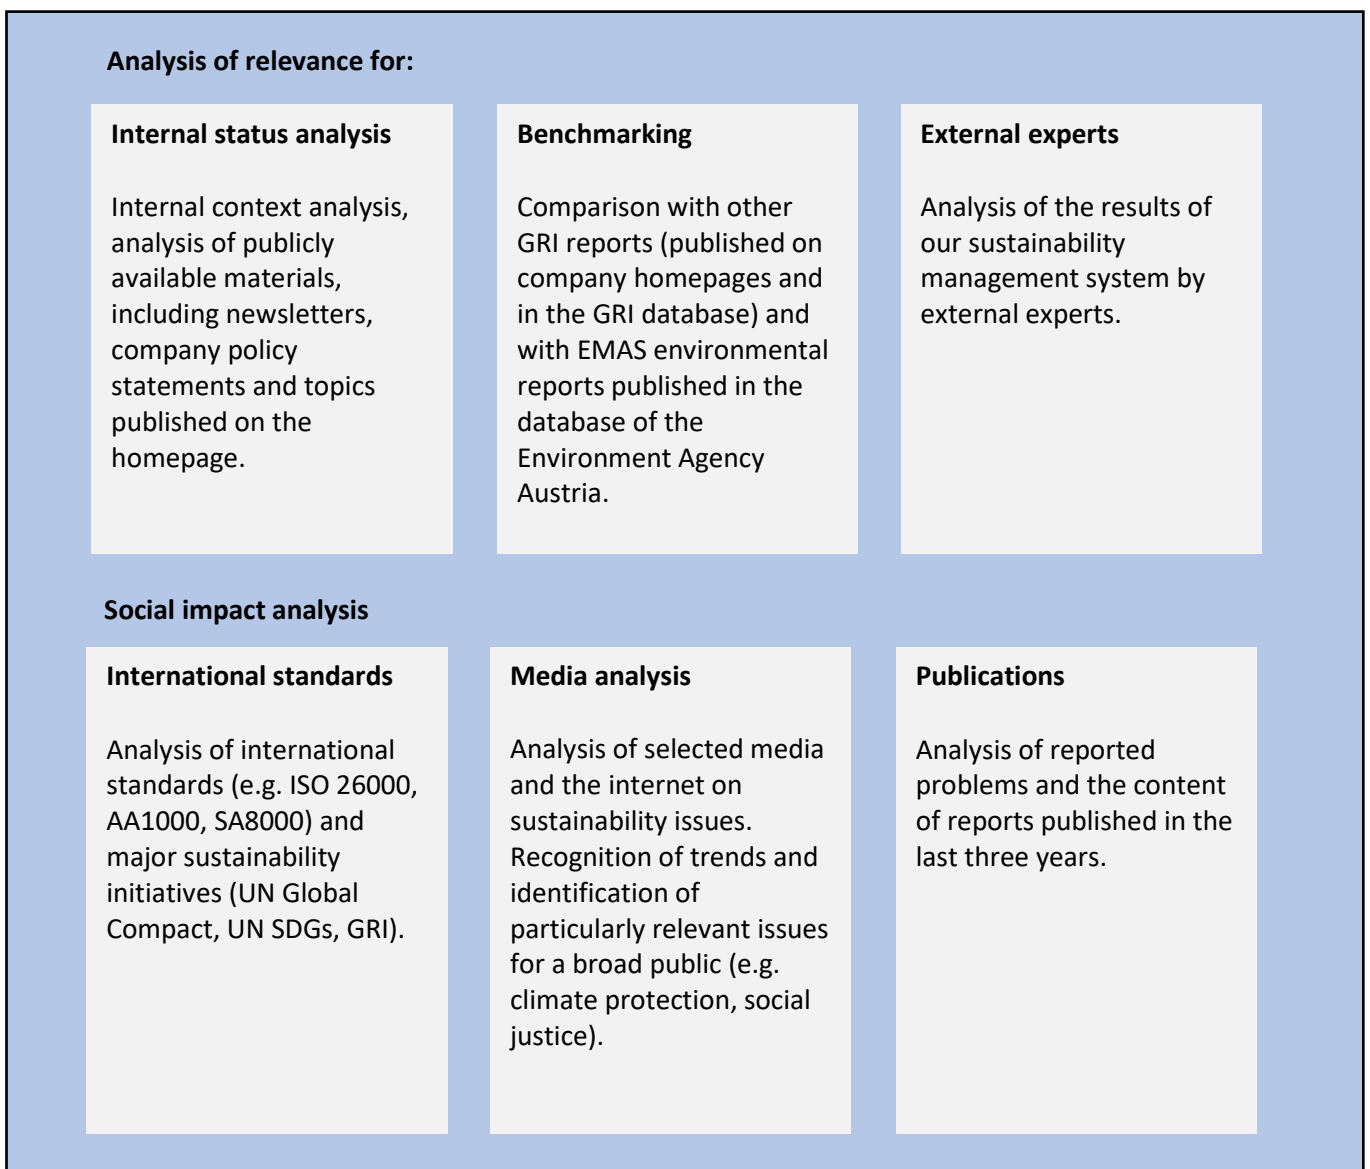 Analysis of relevance for:
Internal status analysis
Internal context analysis,
analysis of publicly
available materials,
including newsletters,
company policy
statements and topics
published on the
homepage.
Benchmarking
Comparison with other
GRI reports (published on
company homepages and
in the GRI database) and
with EMAS environmental
reports published in the
database of the
Environment Agency
Austria.
External experts
Analysis of the results of
our sustainability
management system by
external experts.
Social impact analysis
International standards
Analysis of international
standards (e.g. ISO 26000,
AA1000, SA8000) and
major sustainability
initiatives (UN Global
Compact, UN SDGs, GRI).
Media analysis
Analysis of selected media
and the internet on
sustainability issues.
Recognition of trends and
identification of
particularly relevant issues
for a broad public (e.g.
climate protection, social
justice).
Publications
Analysis of reported
problems and the content
of reports published in the
last three years.